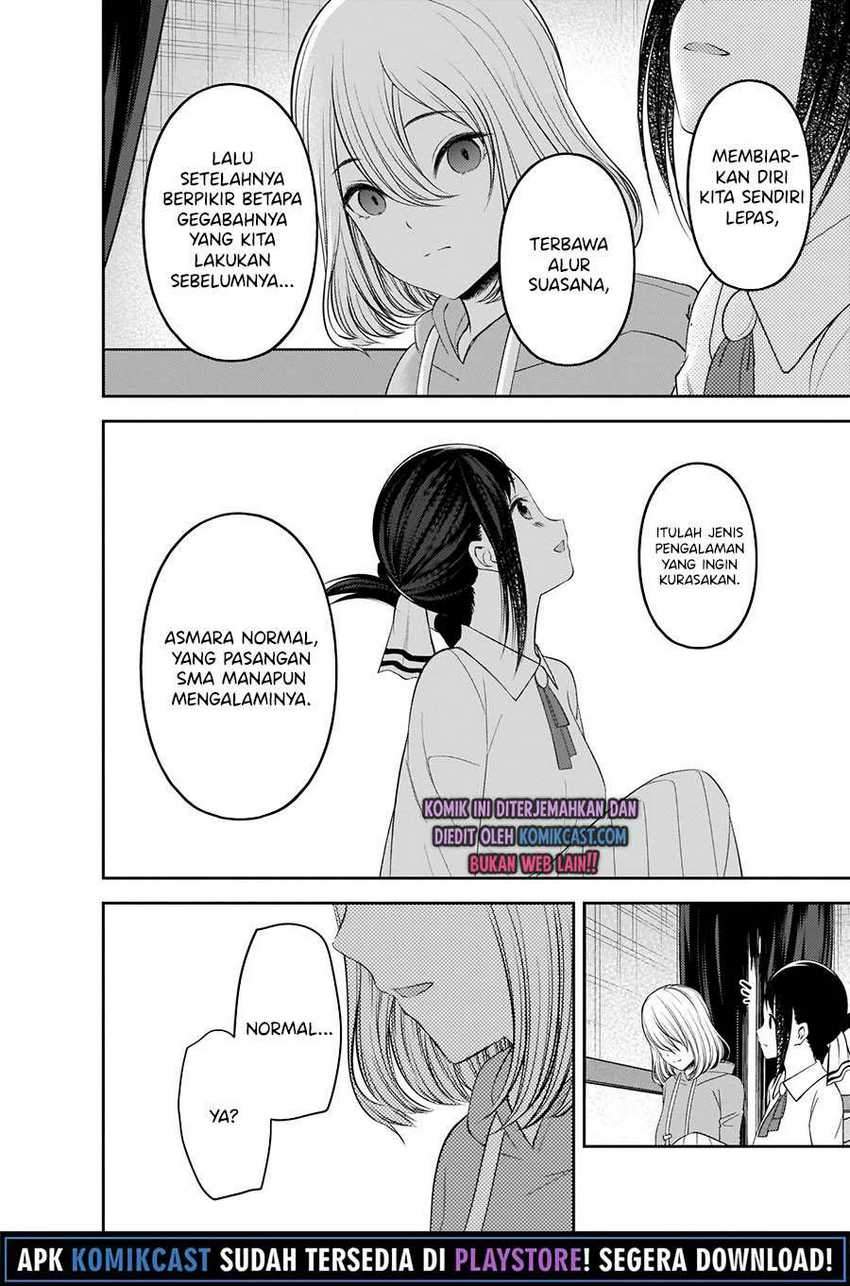 MEMBIAR-
KAN DIRI
KITA SENDIRI
LEPAS,
TERBAWA
ALUR
SUASANA,
LALU
SETELAHNYA
BERPIKIR BETAPA
GEGABAHNYA
YANG KITA
LAKUKAN
SEBELUMNYA...
ITULAH JENIS
PENGALAMAN
YANG INGIN
KURASAKAN.
ASMARA NORMAL,
YANG PASANGAN
SMA MANAPUN
MENGALAMINYA.
KOMIK INI DITERJEMAHKAN DAN
DIEDIT OLEH KOMIKCAST.COM
BUKAN WEB LAIN!!
NORMAL...
YA?
APK KOMIKCAST SUDAH TERSEDIA DI PLAYSTORE! SEGERA DOWNLOAD!